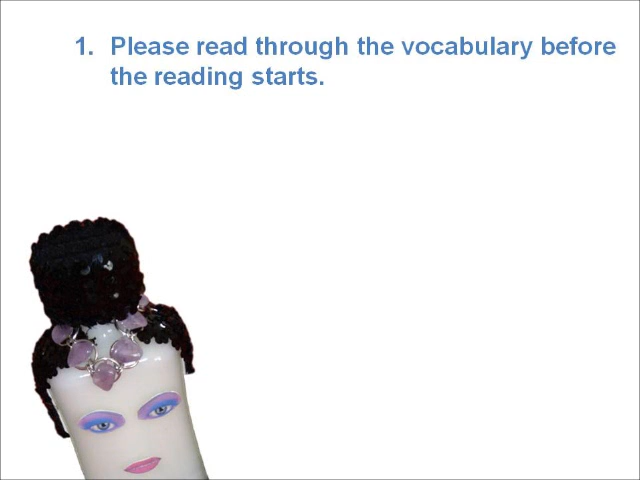 1. Please read through the vocabulary before
the reading starts.